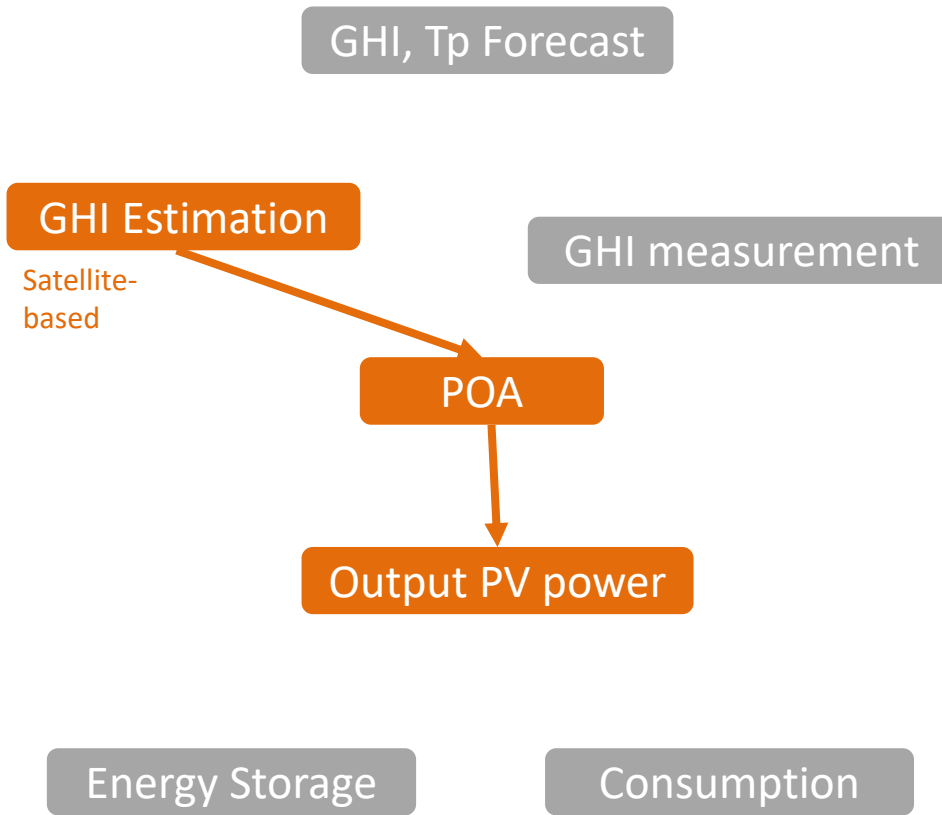 GHI, Tp Forecast
GHI Estimation
GHI measurement
Satellite-
based
POA
Output PV power
Energy Storage
Consumption